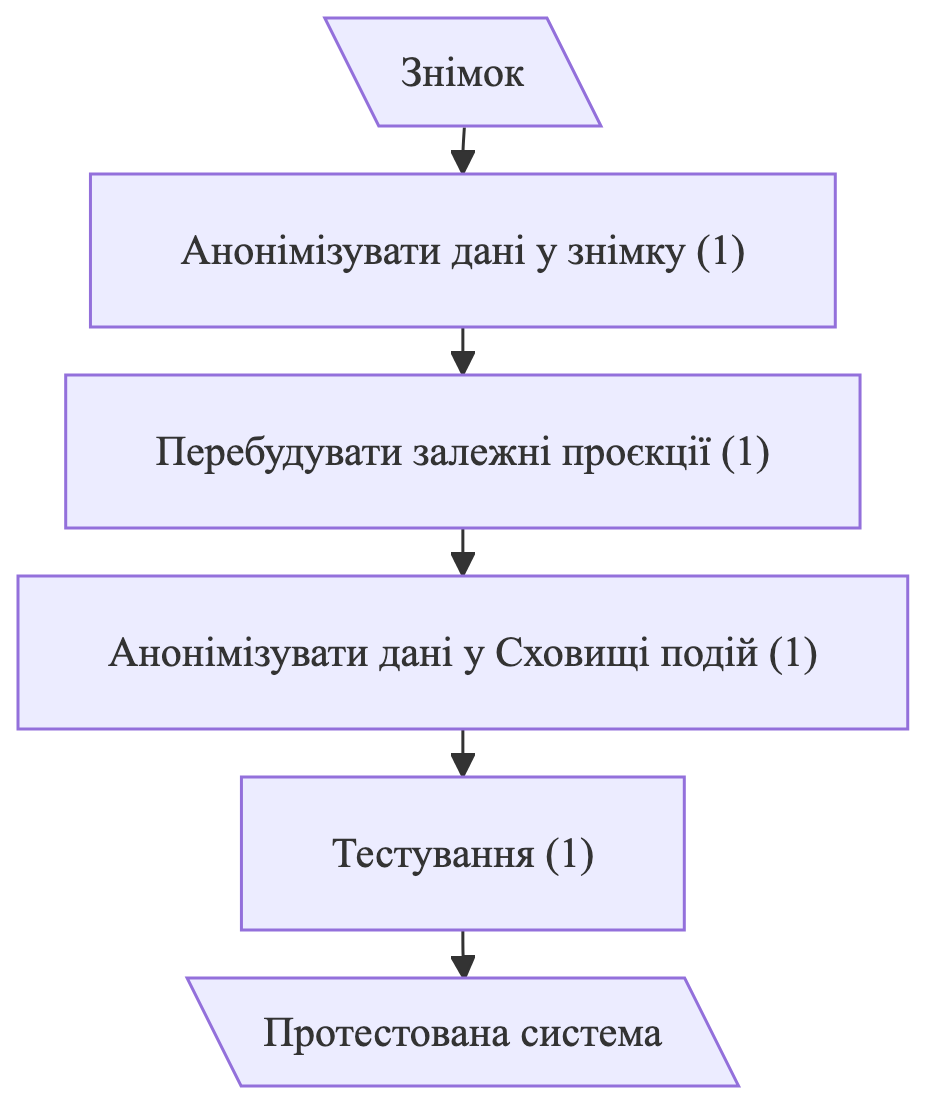 Знімок
Анонімізувати дані у знімку (1)
Перебудувати залежні проєкції (1)
Анонімізувати дані у Сховищі подій (1)
Тестування (1)
Протестована система